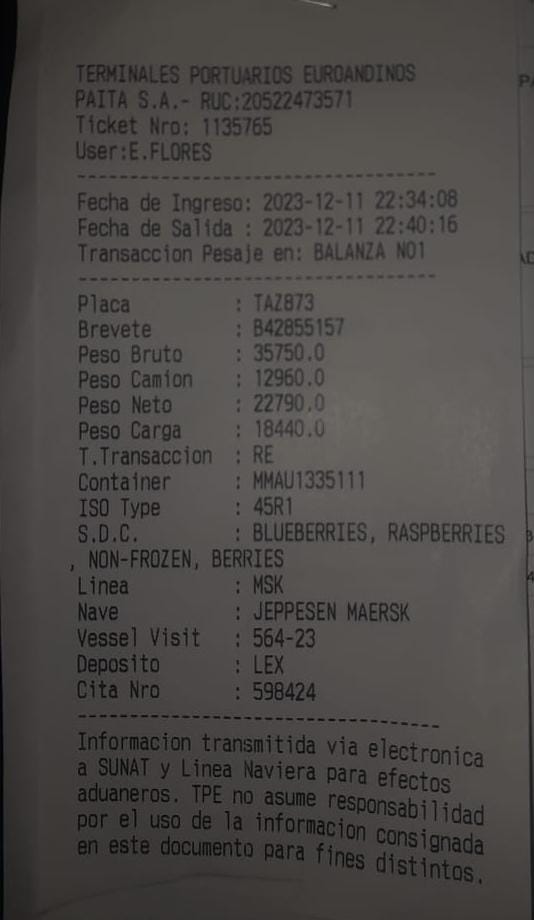 TERMINALES PORTUARIOS EUROANDINOS
PAITA S.A.- RUC:20522473571
Ticket Nro: 1135765
User:E.FLORES
------------------------------------
Fecha de Ingreso: 2023-12-11 22:34:08
Fecha de Salida : 2023-12-11 22:40:16
Transaccion Pesaje en: BALANZA NO1
------------------------------------
Placa : TAZ873
Brevete : B42855157
Peso Bruto : 35750.0
Peso Camion : 12960.0
Peso Neto : 22790.0
Peso Carga : 18440.0
T.Transaccion : RE
Container : MMAU1335111
ISO Type : 45R1
S.D.C. : BLUEBERRIES, RASPBERRIES
, NON-FROZEN, BERRIES
Linea : MSK
Nave : JEPPESEN MAERSK
Vessel Visit : 564-23
Deposito : LEX
Cita Nro : 598424
------------------------------------
Informacion transmitida via electronica
a SUNAT y Linea Naviera para efectos
aduaneros. TPE no asume responsabilidad
por el uso de la informacion consignada
en este documento para fines distintos.